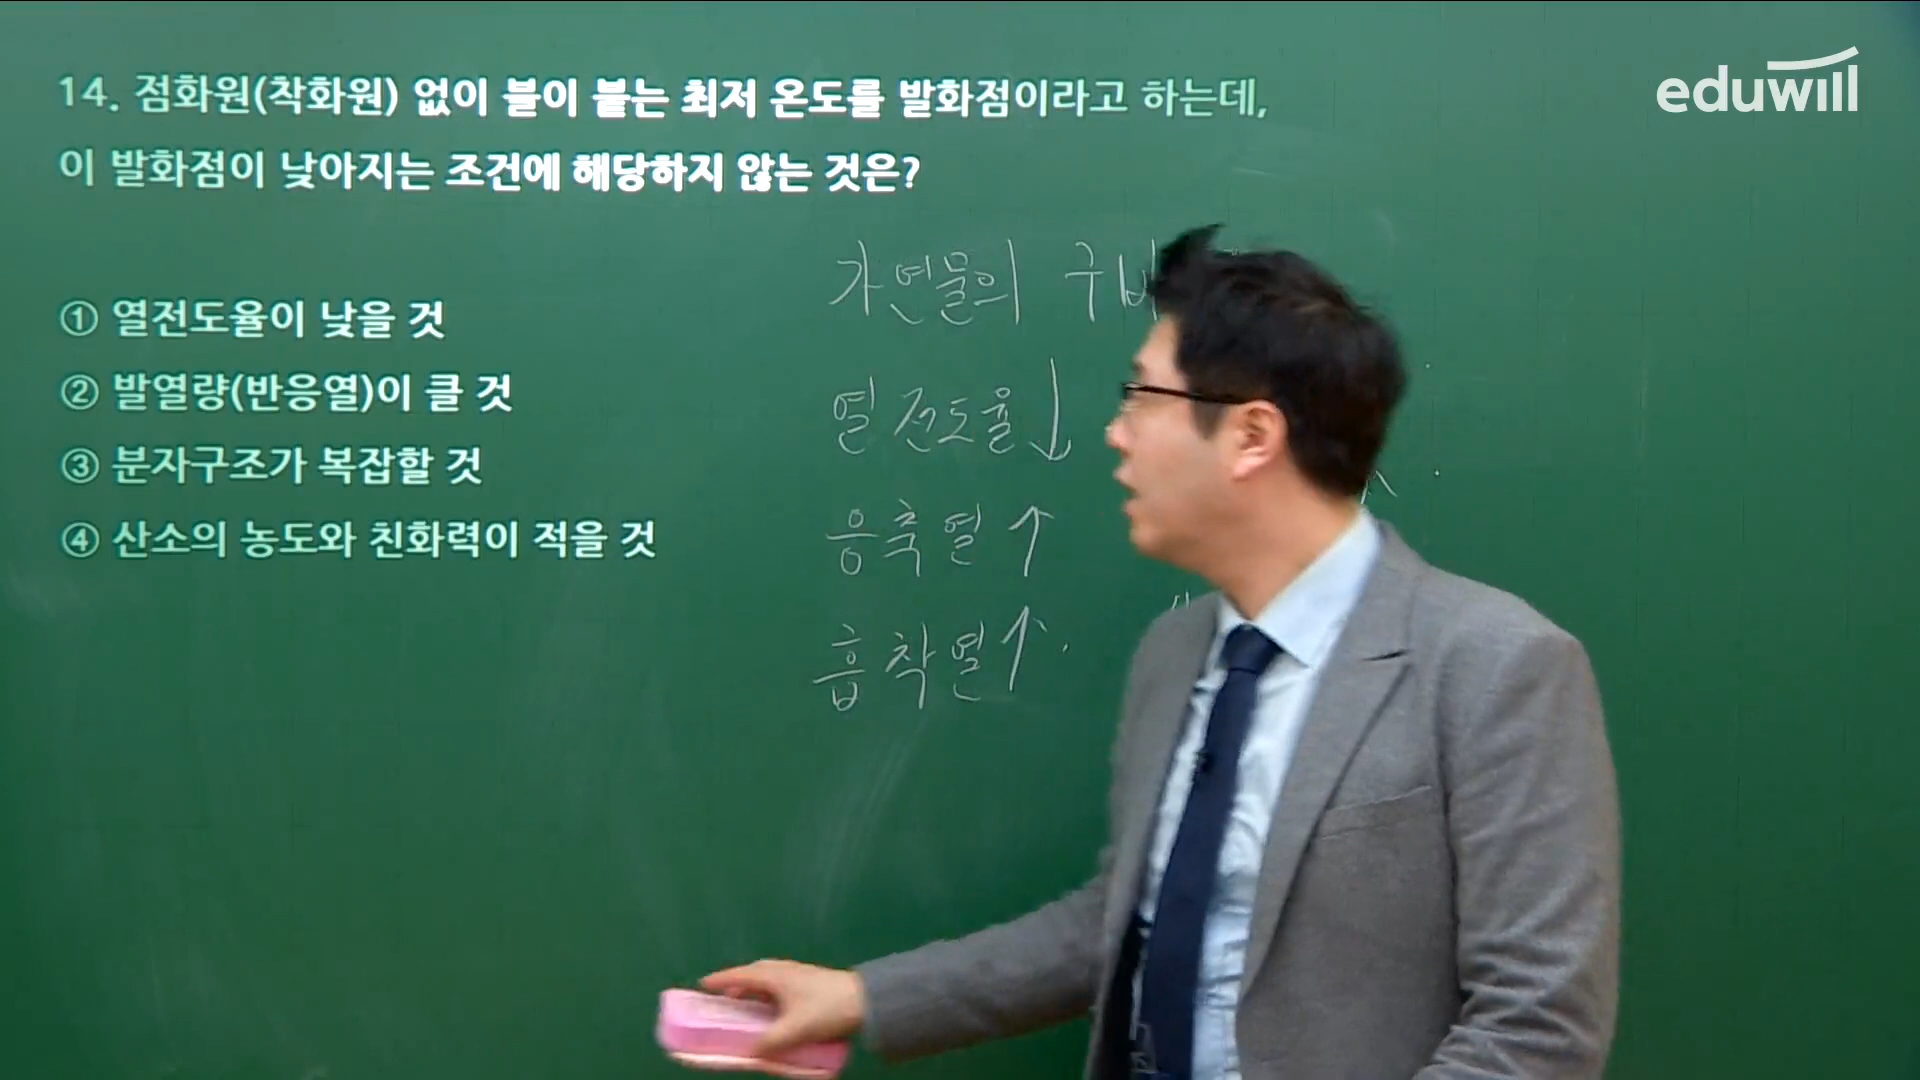 eduwill
14. 점화원(착화원) 없이 불이 붙는 최저 온도를 발화점이라고 하는데,
이 발화점이 낮아지는 조건에 해당하지 않는 것은?
① 열전도율이 낮을 것
② 발열량(반응열)이 클 것
③ 분자구조가 복잡할 것
④ 산소의 농도와 친화력이 적을 것
가연물의
열전도율↓
응축열↑
흡착열↑